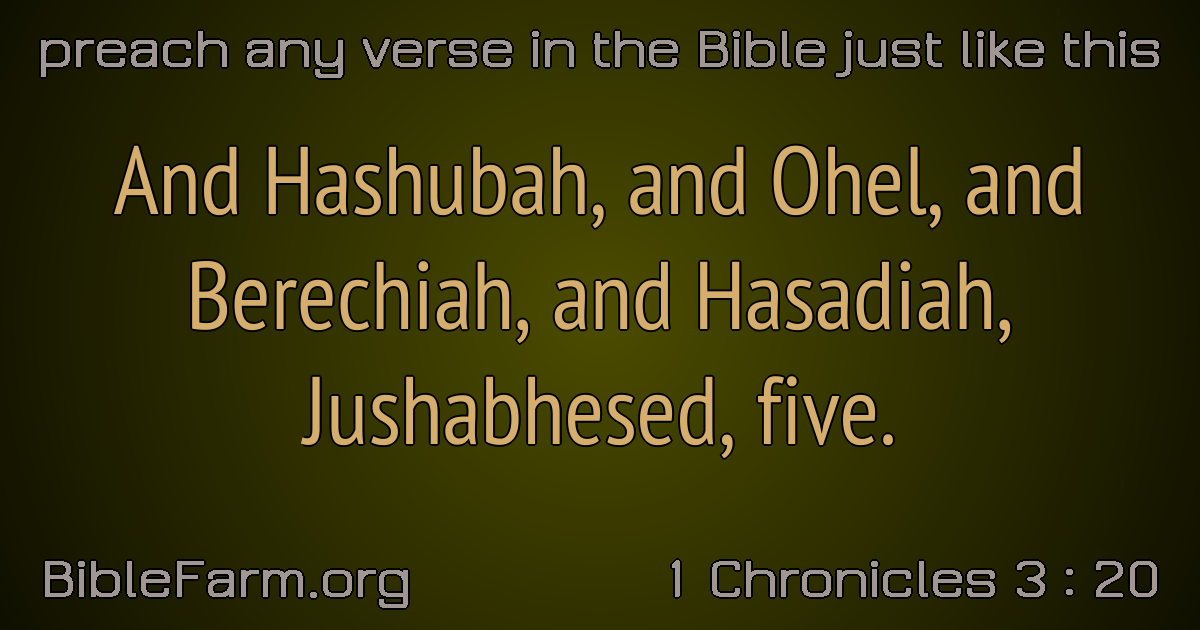 preach any verse in the Bible just like this
And Hashubah, and Ohel, and
Berechiah, and Hasadiah,
Jushabhesed, five.
BibleFarm.org
1 Chronicles 3 : 20